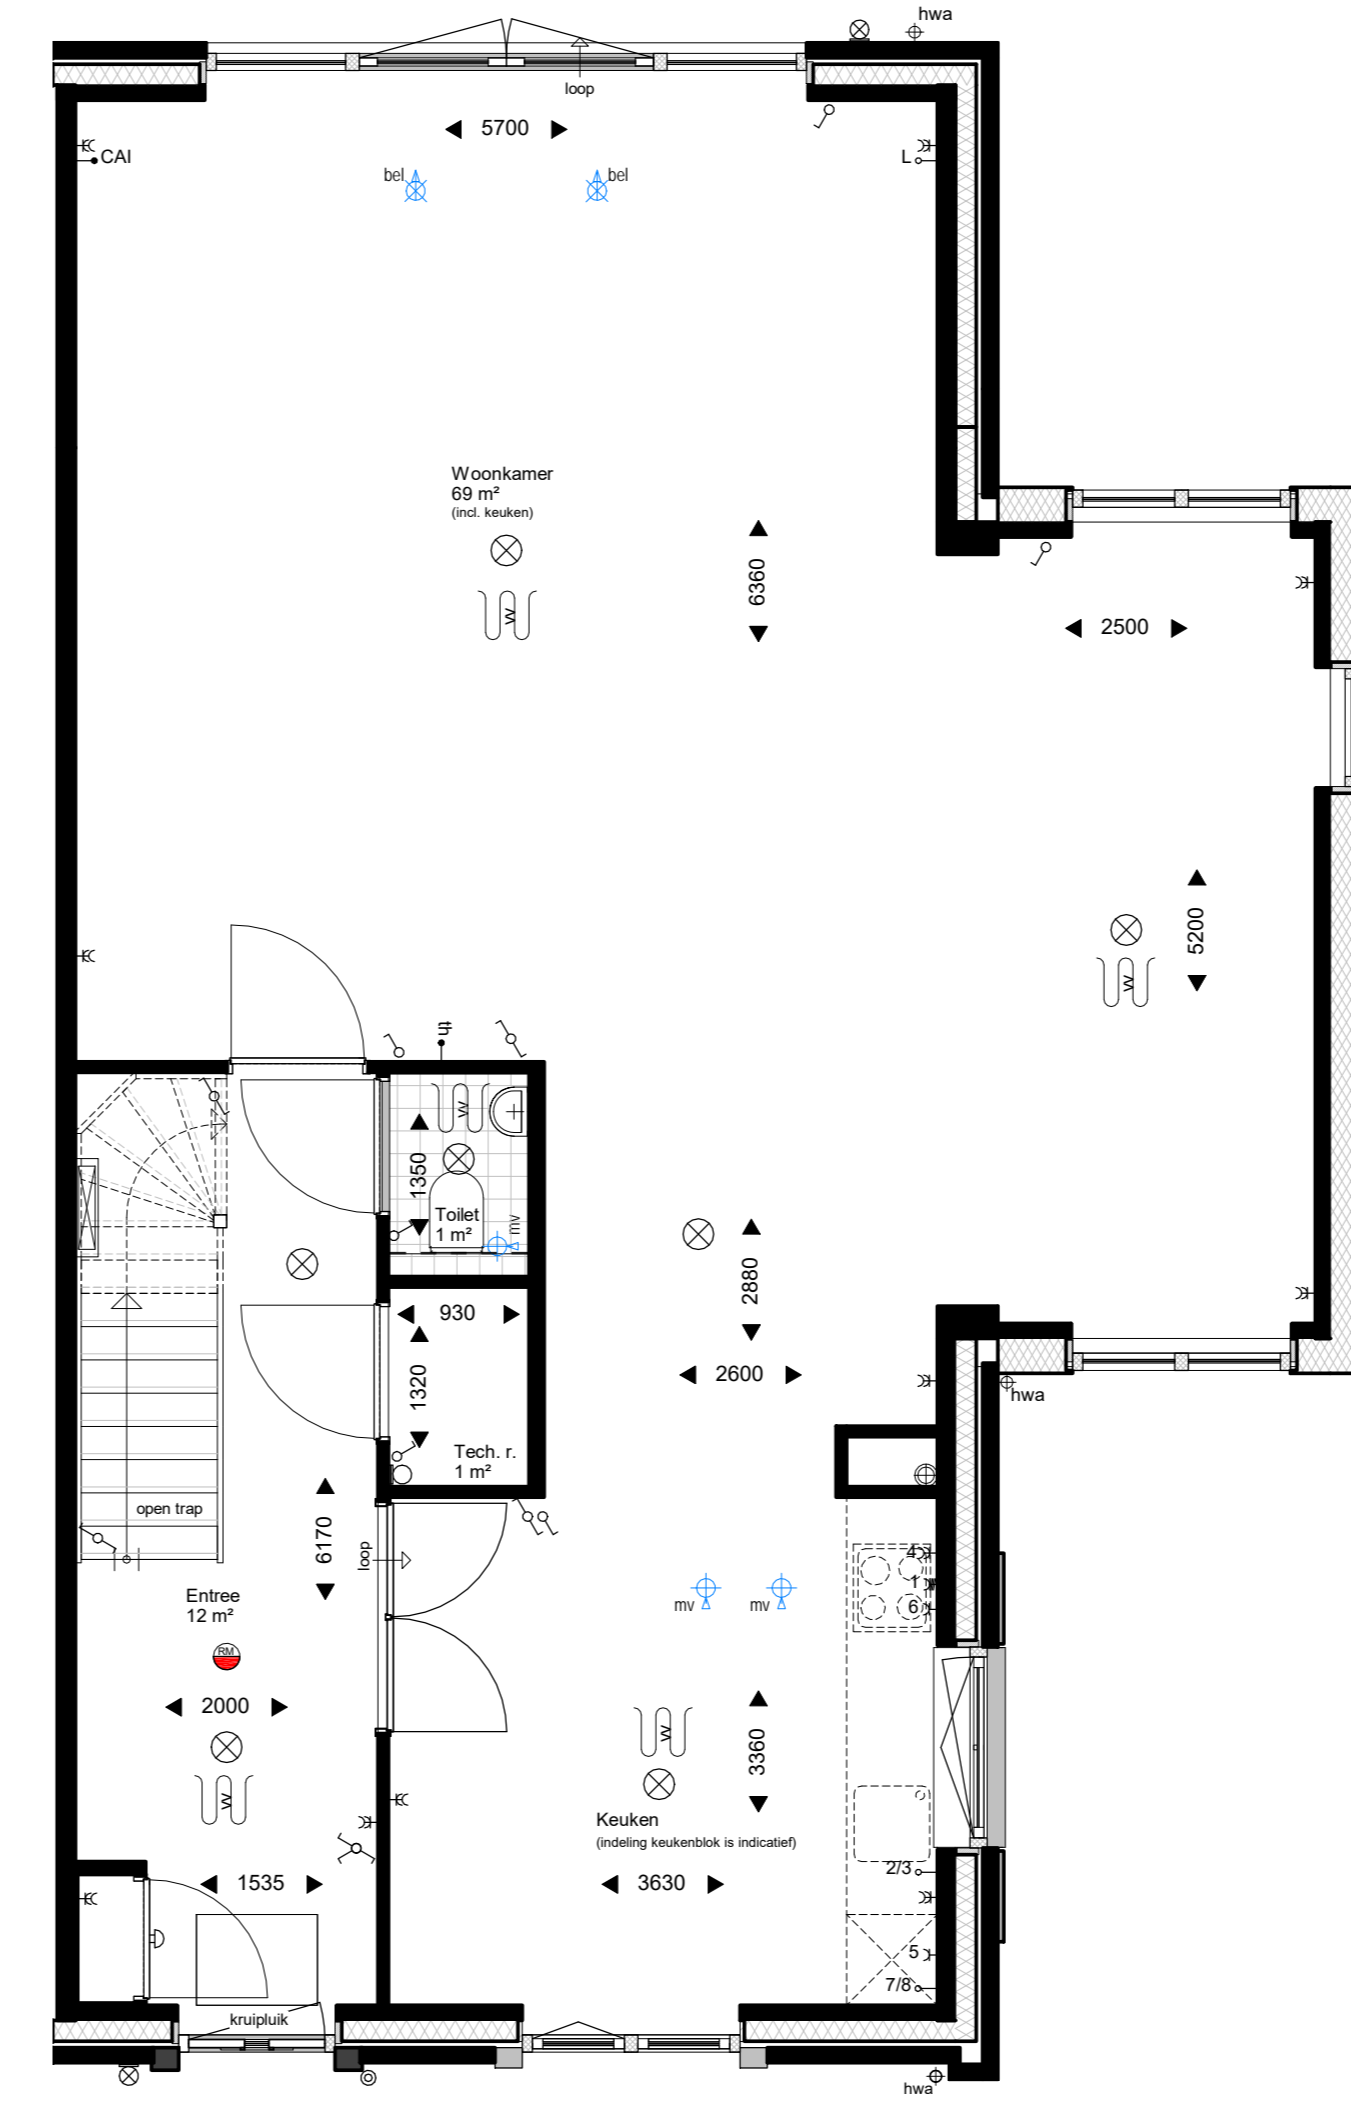 hwa
loop
5700
CAI
L
bel
bel
Woonkamer
69 m²
(incl. keuken)
W
6360
2500
5200
W
th
W
1350
Toilet
1 m²
mv
2880
930
2600
1320
hwa
Tech. r.
1 m²
open trap
6170
loop
4
1
6
Entree
12 m²
mv
mv
RM
2000
W
3360
W
Keuken
(indeling keukenblok is indicatief)
2/3
1535
3630
5
7/8
kruipluik
hwa